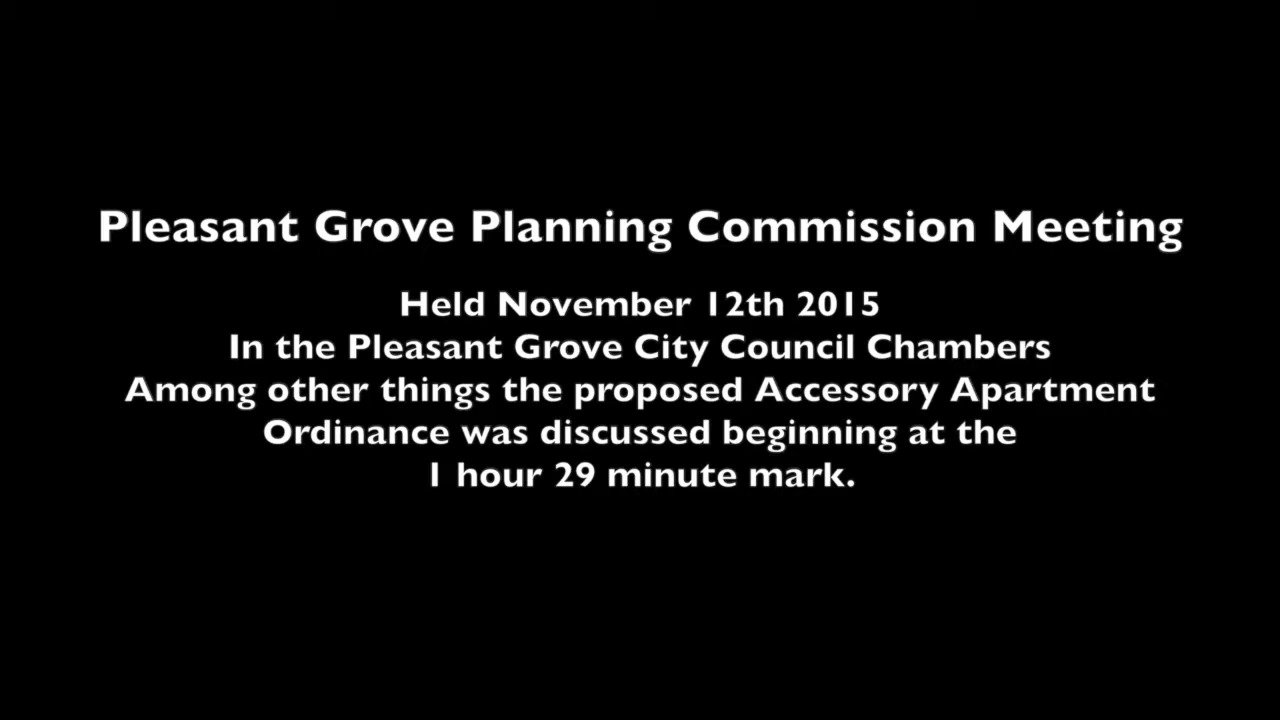 Pleasant Grove Planning Commission Meeting
Held November 12th 2015
In the Pleasant Grove City Council Chambers
Among other things the proposed Accessory Apartment
Ordinance was discussed beginning at the
1 hour 29 minute mark.